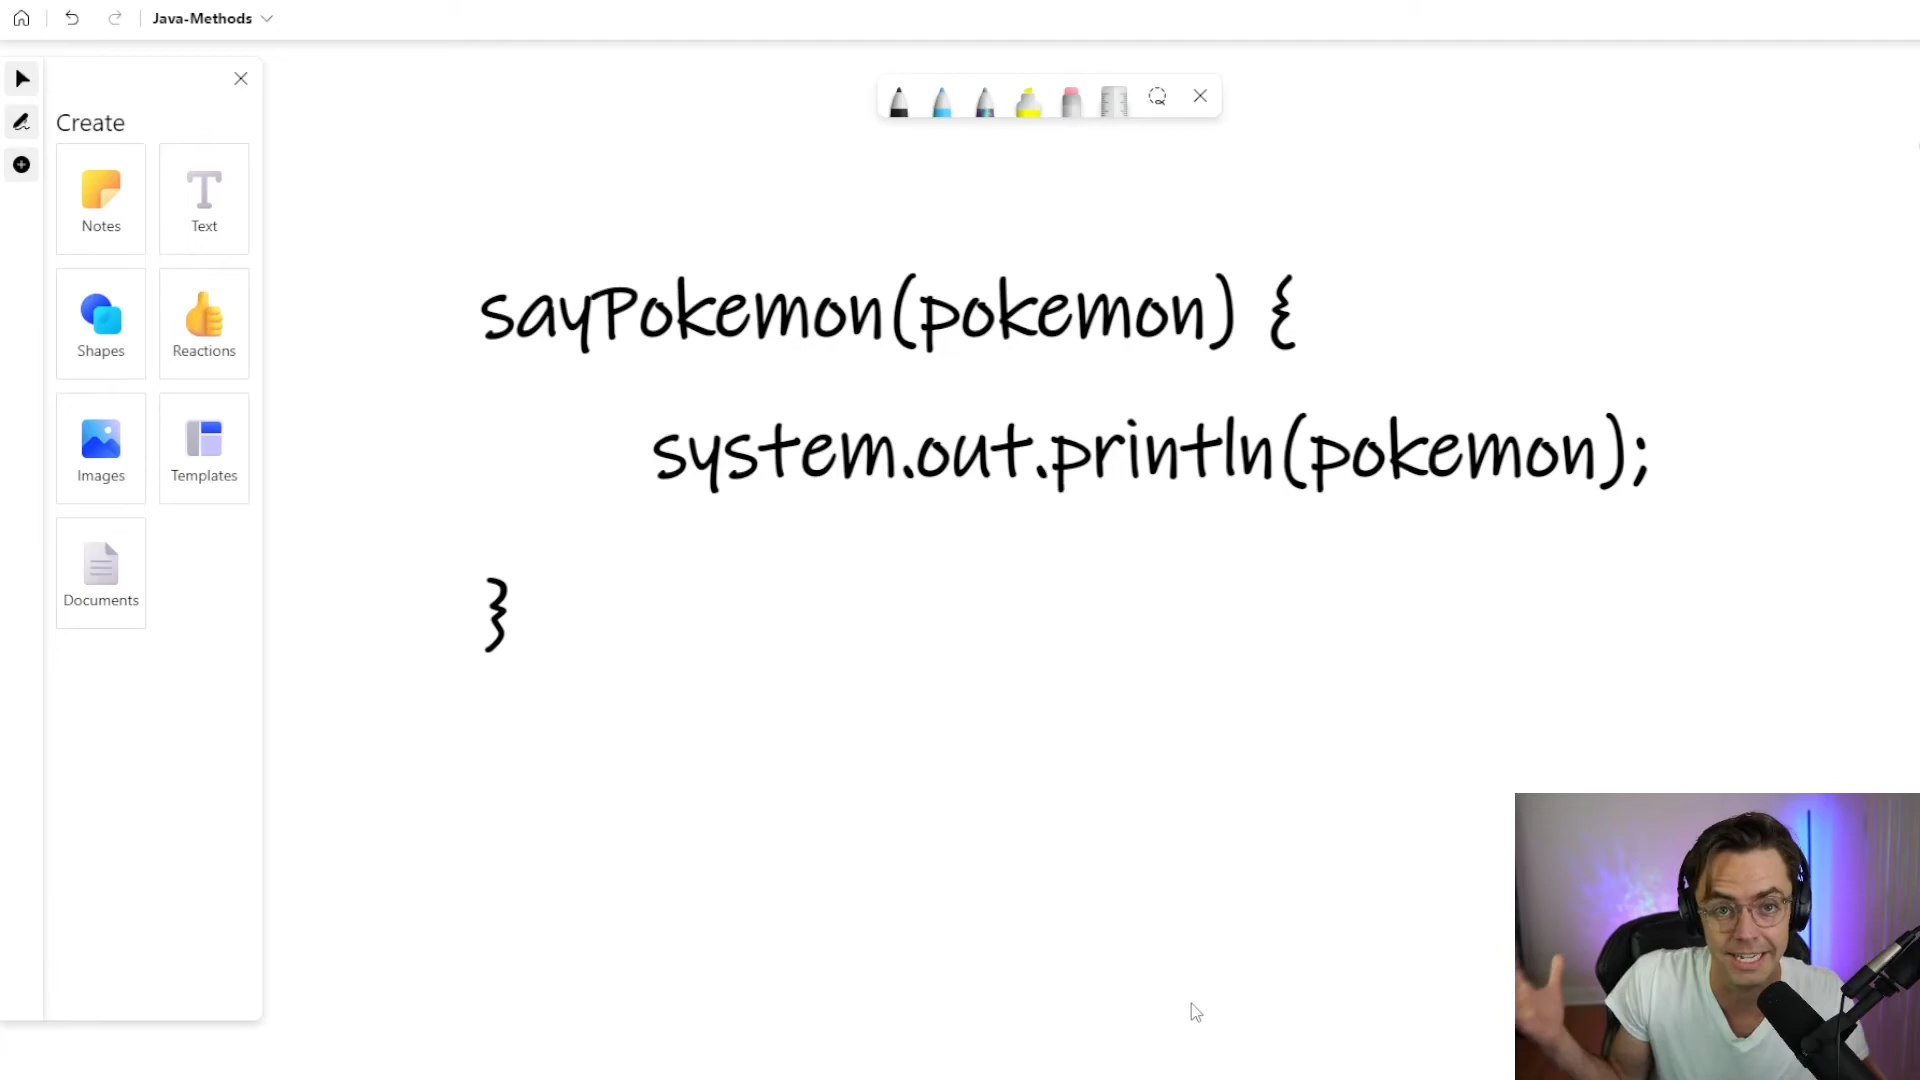 Java-Methods
Create
Notes
Text
Shapes
Reactions
Images
Templates
Documents
sayPokemon(pokemon) {
system.out.println(pokemon);
}